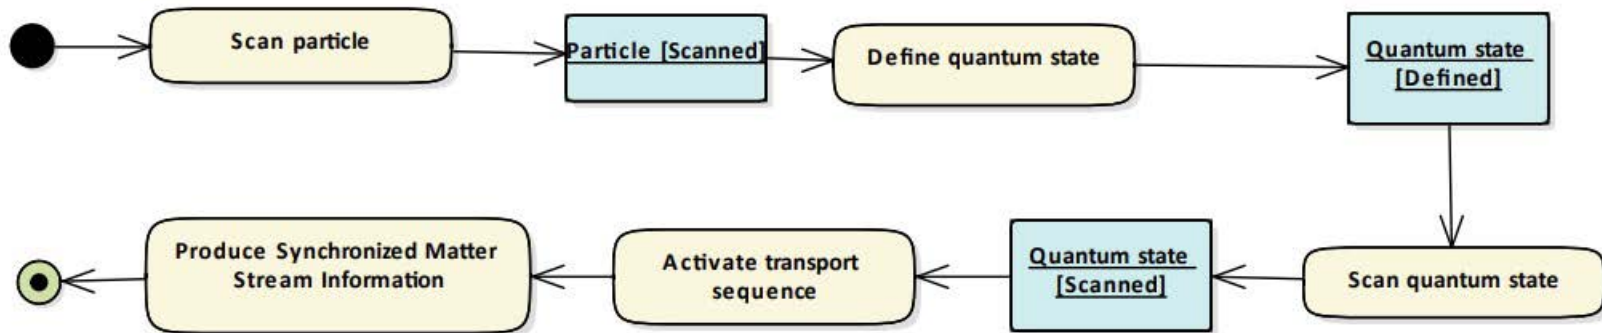 Scan particle
Particle [Scanned]
Define quantum state
Quantum state
[Defined]
Scan quantum state
Quantum state
[Scanned]
Activate transport
sequence
Produce Synchronized Matter
Stream Information